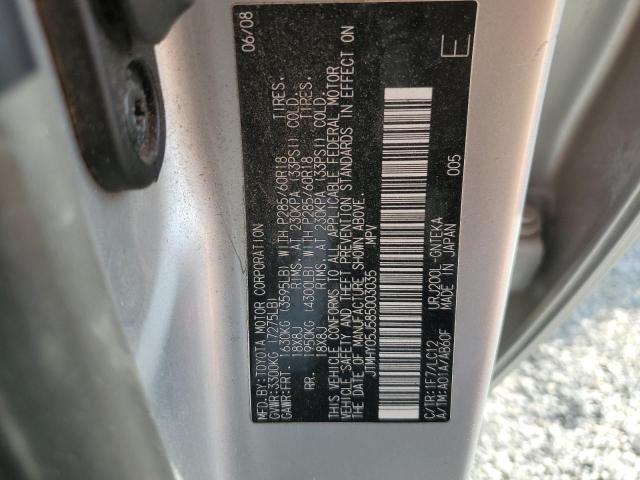 MFD.BY:TOYOTA MOTOR CORPORATION 06/08
GVWR:3300KG (7275LB)
GAWR:FRT. 1630KG (3595LB) WITH P285/60R18 TIRES.
18X8J RIMS. AT 230KPA (33PSI) COLD.
RR. 1950KG (4300LB) WITH P285/60R18 TIRES.
18X8J RIMS. AT 230KPA (33PSI) COLD.
THIS VEHICLE CONFORMS TO ALL APPLICABLE FEDERAL MOTOR
VEHICLE SAFETY AND THEFT PREVENTION STANDARDS IN EFFECT ON
THE DATE OF MANUFACTURE SHOWN ABOVE.
JTMHY05J585003035 MPV
E
005
C/TR:1F7/LC12 URJ200L-GNTEKA
A/TM:A01A/AB60F MADE IN JAPAN